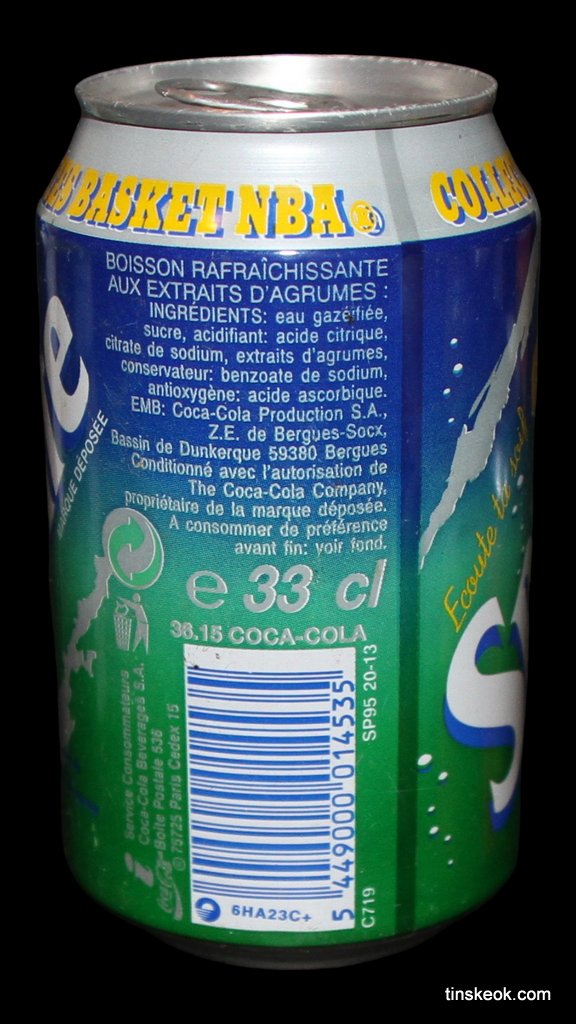 ES BASKET NBA®
COLLEC
BOISSON RAFRAÎCHISSANTE
AUX EXTRAITS D'AGRUMES :
INGRÉDIENTS: eau gazéifiée,
sucre, acidifiant: acide citrique,
citrate de sodium, extraits d'agrumes,
conservateur: benzoate de sodium,
antioxygène: acide ascorbique.
EMB: Coca-Cola Production S.A.,
Z.E. de Bergues-Socx,
Bassin de Dunkerque 59380 Bergues
Conditionné avec l'autorisation de
The Coca-Cola Company,
propriétaire de la marque déposée.
A consommer de préférence
avant fin: voir fond.
e 33 cl
36.15 COCA-COLA
te
MARQUE DÉPOSÉE
Ecoute ta soif
S
Service Consommateurs
Coca-Cola Beverages S.A.
Boîte Postale 536
75725 Paris Cedex 15
5 449000 014535
SP95 20-13
C719
6HA23C+
tinskeok.com